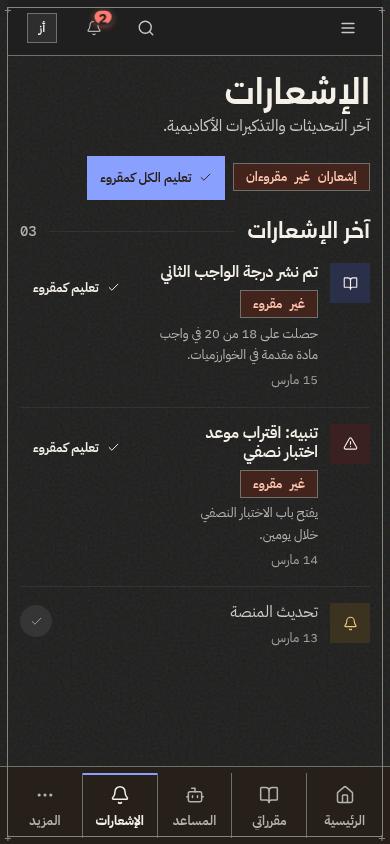 2
أز
الإشعارات
آخر التحديثات والتذكيرات الأكاديمية.
إشعاران غير مقروءان
تعليم الكل كمقروء
آخر الإشعارات
03
تم نشر درجة الواجب الثاني
غير مقروء
حصلت على 18 من 20 في واجب
مادة مقدمة في الخوارزميات.
15 مارس
تعليم كمقروء
تنبيه: اقتراب موعد
اختبار نصفي
غير مقروء
يفتح باب الاختبار النصفي
خلال يومين.
14 مارس
تعليم كمقروء
تحديث المنصة
13 مارس
الرئيسية
مقرراتي
المساعد
الإشعارات
المزيد